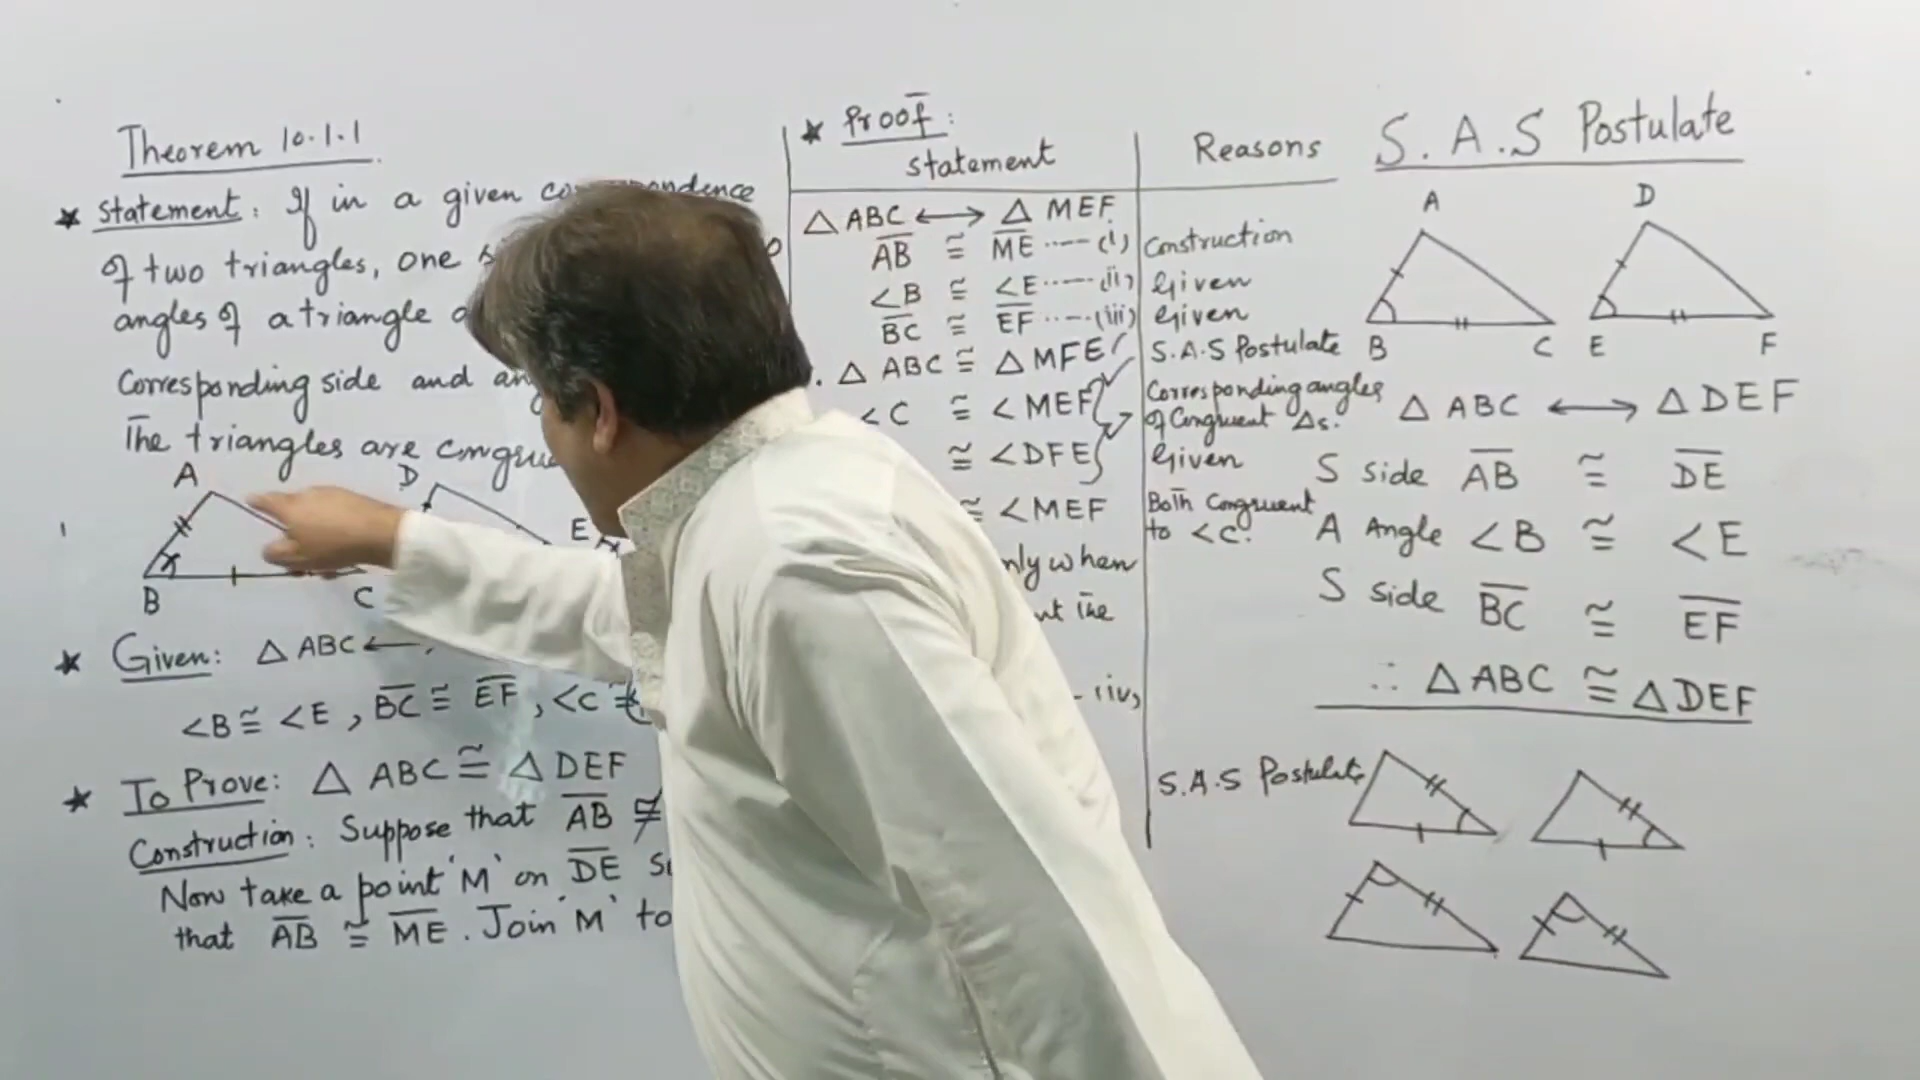 Theorem 10.1.1
★ Statement: If in a given correspondence
of two triangles, one
angles of a triangle
Corresponding side and
The triangles are
A
D
E
B
C
★ Given: △ABC ⟷
<B ≅ <E, BC ≅ EF, <C ≅
★ To Prove: △ ABC ≅ △DEF
Construction: Suppose that AB ≇
Now take a point 'M' on DE
that AB ≅ ME. Join 'M' to
★ Proof:
Statement
Reasons
△ ABC ⟷ △ MEF
AB ≅ ME ----- (i) Construction
<B ≅ <E ----- (ii) Given
BC ≅ EF ----- (iii) Given
△ ABC ≅ △ MFE S.A.S Postulate
<C ≅ <MEF Corresponding angles
of Congruent △s.
≅ <DFE Given
≅ <MEF Both Congruent
to <C.
only when
the
(iv)
S.A.S Postulate
S.A.S Postulate
A
D
B
C
E
F
△ ABC ⟷ △ DEF
S Side AB ≅ DE
A Angle <B ≅ <E
S Side BC ≅ EF
∴ △ABC ≅ △DEF